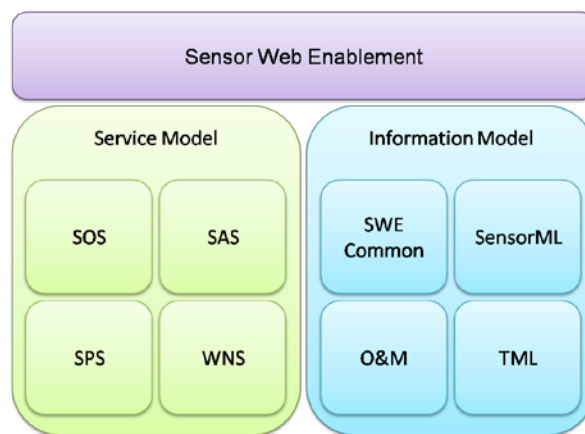 Sensor Web Enablement
Service Model
SOS
SAS
SPS
WNS
Information Model
SWE
Common
SensorML
O&M
TML